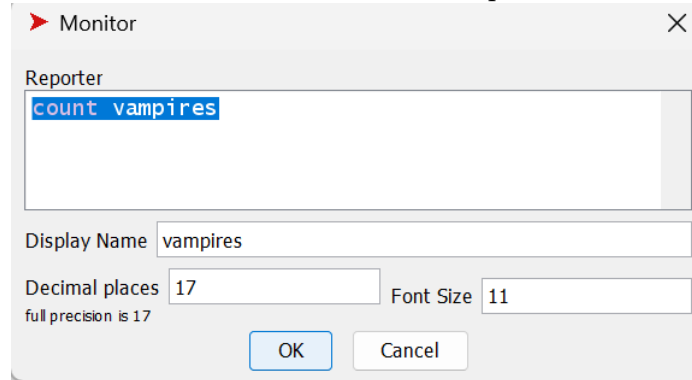 Monitor
Reporter
count vampires
Display Name vampires
Decimal places 17 Font Size 11
full precision is 17
OK Cancel